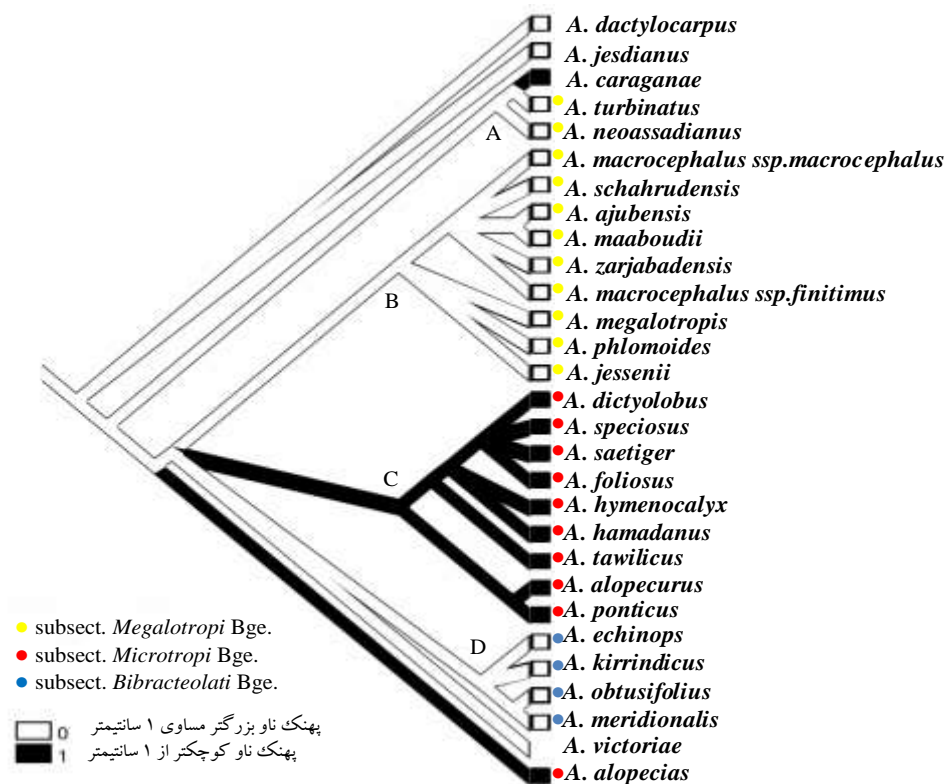 A. dactylocarpus
A. jesdianus
A. caraganae
A. turbinatus
A. neoassadianus
A
A. macrocephalus ssp.macrocephalus
A. schahrudensis
A. ajubensis
A. maaboudii
A. zarjabadensis
A. macrocephalus ssp.finitimus
B
A. megalotropis
A. phlomoides
A. jessenii
A. dictyolobus
A. speciosus
A. saetiger
A. foliosus
C
A. hymenocalyx
A. hamadanus
A. tawilicus
A. alopecurus
A. ponticus
A. echinops
A. kirrindicus
D
A. obtusifolius
A. meridionalis
A. victoriae
A. alopecias
subsect. Megalotropi Bge.
subsect. Microtropi Bge.
subsect. Bibracteolati Bge.
0 پهنک ناو بزرگتر مساوی ۱ سانتیمتر
1 پهنک ناو کوچکتر از ۱ سانتیمتر